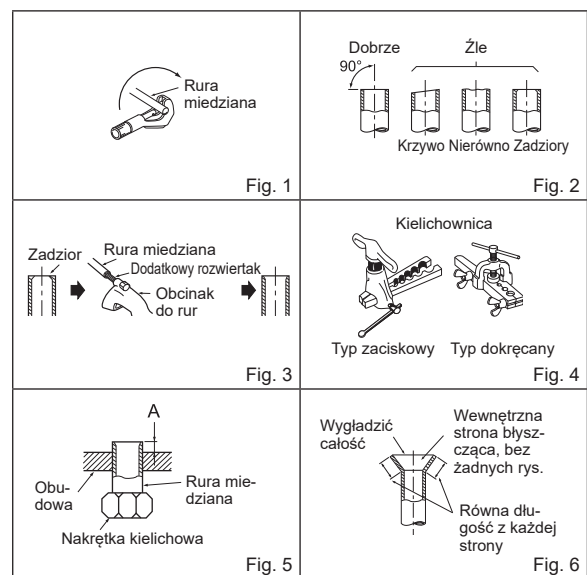 Rura
miedziana
Fig. 1
Dobrze
Źle
90°
Krzywo Nierówno Zadziory
Fig. 2
Zadzior
Rura miedziana
Dodatkowy rozwiertak
Obcinak
do rur
Fig. 3
Kielichownica
Typ zaciskowy
Typ dokręcany
Fig. 4
A
Obu-
dowa
Rura mie-
dziana
Nakrętka kielichowa
Fig. 5
Wygładzić
całość
Wewnętrzna
strona błysz-
cząca, bez
żadnych rys.
Równa dłu-
gość z każdej
strony
Fig. 6